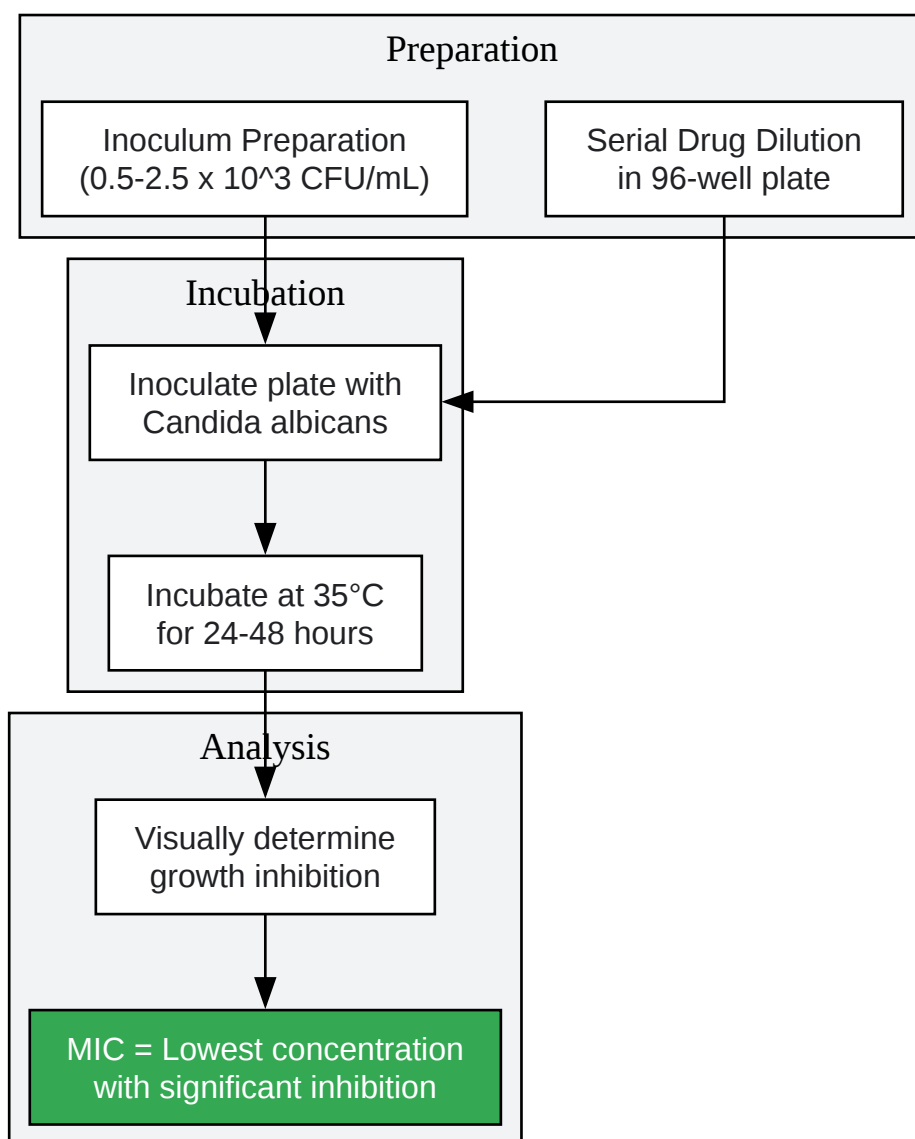 Preparation
Inoculum Preparation
(0.5-2.5 x 10^3 CFU/mL)
Serial Drug Dilution
in 96-well plate
Incubation
Inoculate plate with
Candida albicans
Incubate at 35°C
for 24-48 hours
Analysis
Visually determine
growth inhibition
MIC = Lowest concentration
with significant inhibition